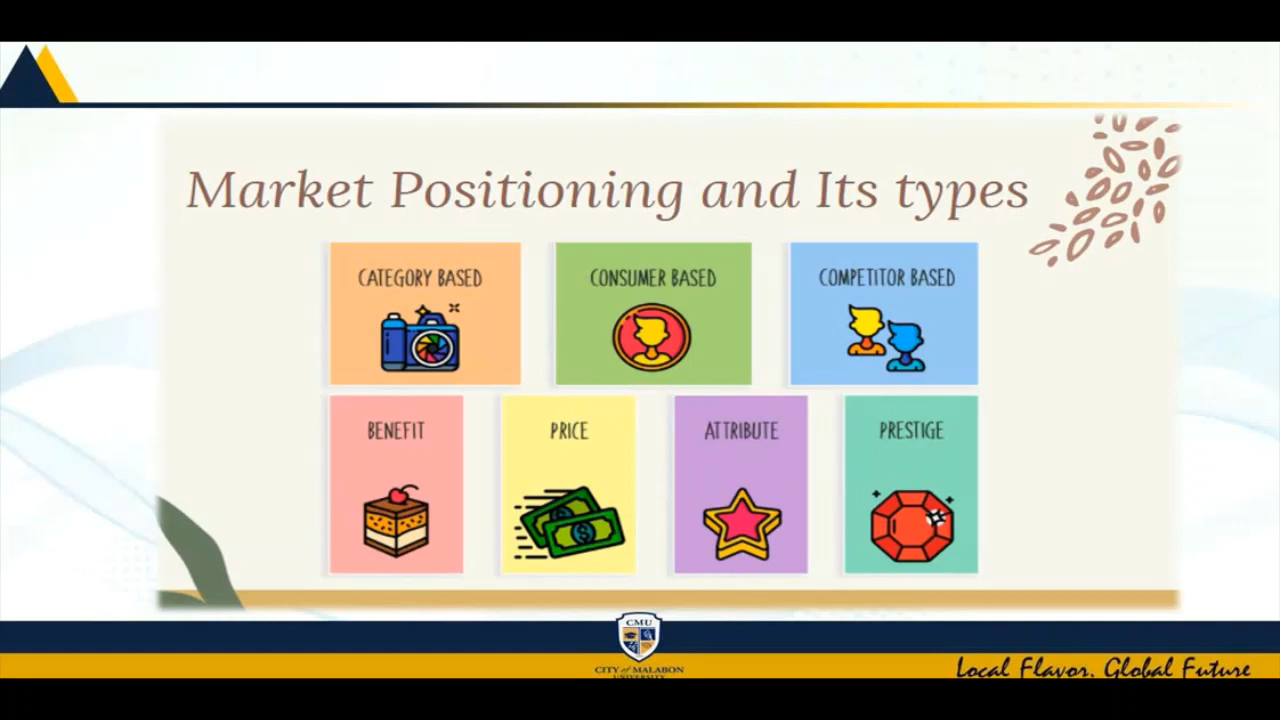 Market Positioning and Its types
CATEGORY BASED
CONSUMER BASED
COMPETITOR BASED
BENEFIT
PRICE
ATTRIBUTE
PRESTIGE
CMU
CITY of MALABON
UNIVERSITY
Local Flavor. Global Future